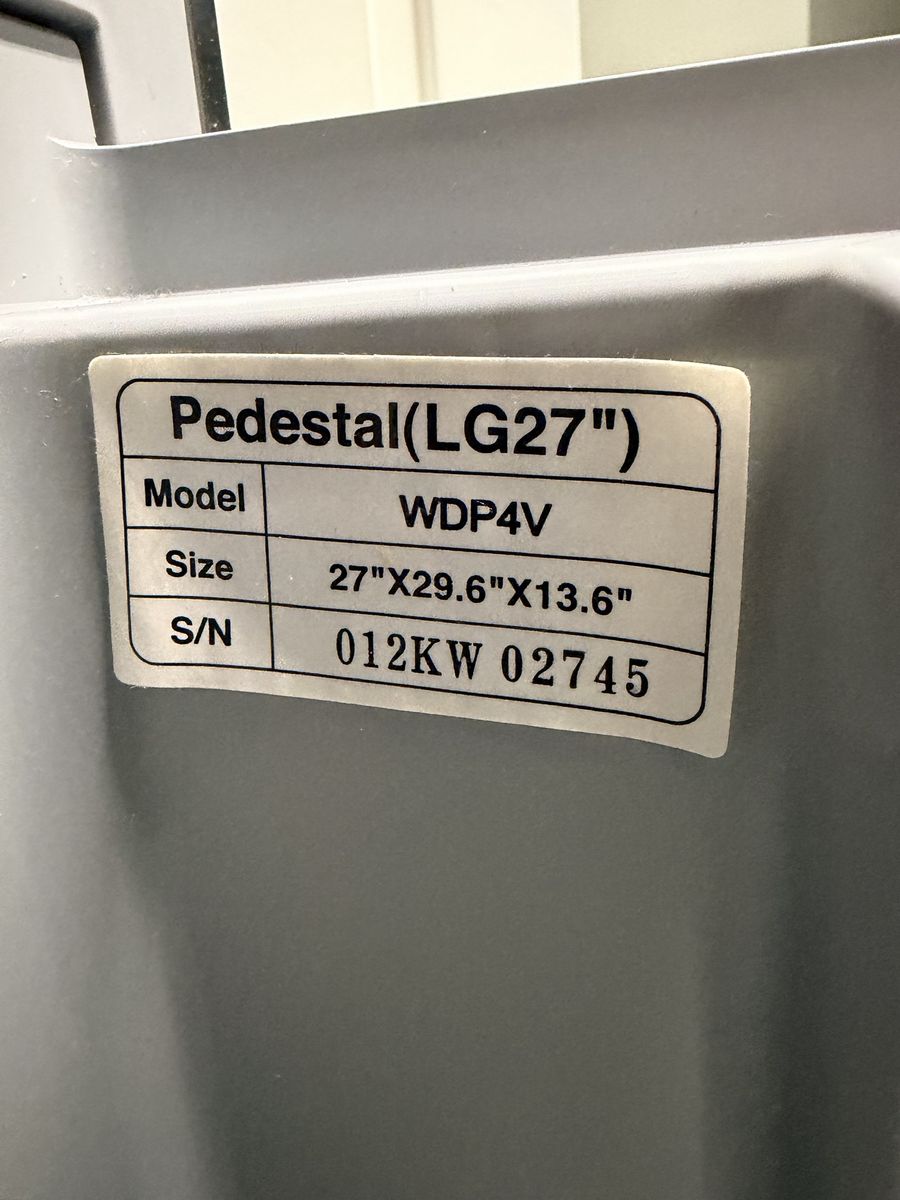 Pedestal(LG27")
Model WDP4V
Size 27"X29.6"X13.6"
S/N 012KW 02745